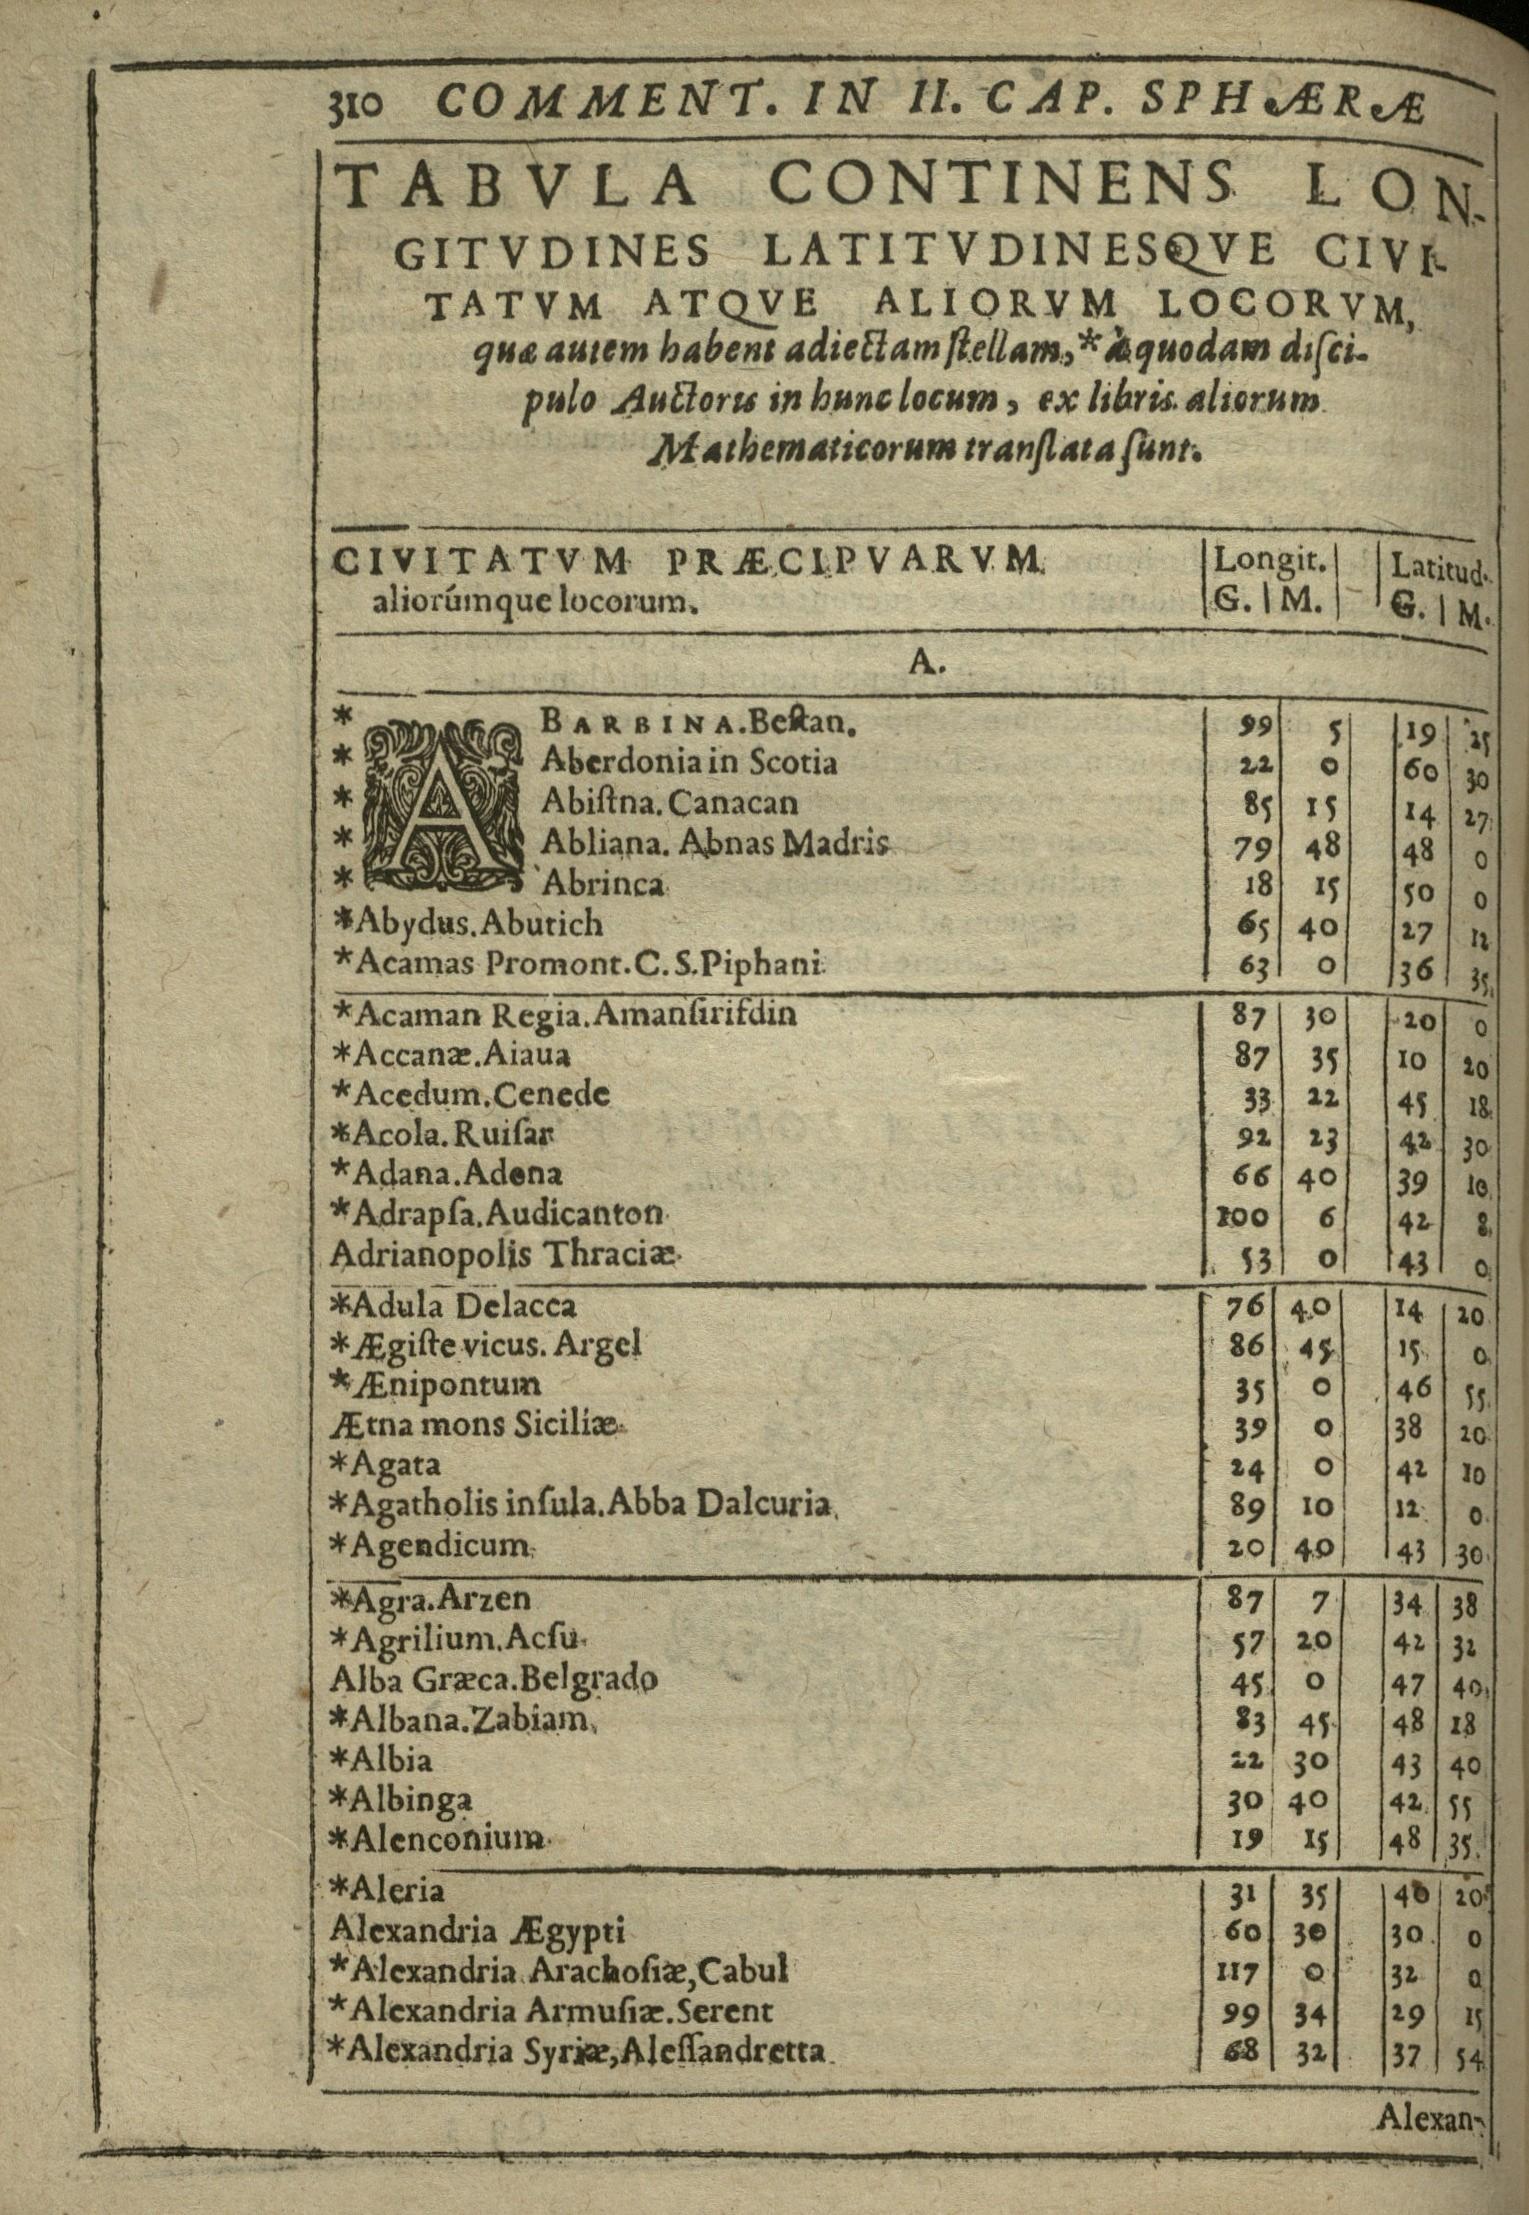 310 COMMENT. IN II. CAP. SPHÆRÆ
TABVLA CONTINENS LON-
GITVDINES LATITVDINESQVE CIVI-
TATVM ATQVE ALIORVM LOCORVM,
quæ autem habent adiectam ſtellam,* à quodam diſci-
pulo Auctoris in hunc locum, ex libris aliorum
Mathematicorum translata ſunt.
CIVITATVM PRÆCIPVARVM | Longit. | Latitud.
aliorúmque locorum. | G. | M. | G. | M.
A.
* ABARBINA. Beſtan. 99 5 19 25
* Aberdonia in Scotia 22 0 60 30
* Abiſtna. Canacan 85 15 14 27
* Abliana. Abnas Madris 79 48 48 0
* Abrinca 18 15 50 0
*Abydus. Abutich 65 40 27 12
*Acamas Promont. C. S. Piphani 63 0 36 35
*Acaman Regia. Amanſirifdin 87 30 20 0
*Accanæ. Aiaua 87 35 10 20
*Acedum. Cenede 33 22 45 18
*Acola. Ruiſar 92 23 42 30
*Adana. Adena 66 40 39 10
*Adrapſa. Audicanton 100 6 42 8
Adrianopolis Thraciæ 53 0 43 0
*Adula Delacca 76 40 14 20
*Ægiſte vicus. Argel 86 45 15 0
*Ænipontum 35 0 46 55
Ætna mons Siciliæ 39 0 38 20
*Agata 24 0 42 10
*Agatholis inſula. Abba Dalcuria 89 10 12 0
*Agendicum 20 40 43 30
*Agra. Arzen 87 7 34 38
*Agrilium. Acſu 57 20 42 32
Alba Græca. Belgrado 45 0 47 40
*Albana. Zabiam 83 45 48 18
*Albia 22 30 43 40
*Albinga 30 40 42 55
*Alenconium 19 15 48 35
*Aleria 31 35 40 20
Alexandria Ægypti 60 30 30 0
*Alexandria Arachoſiæ, Cabul 117 0 32 0
*Alexandria Armuſiæ. Serent 99 34 29 15
*Alexandria Syriæ, Aleſſandretta 68 32 37 54
Alexan-